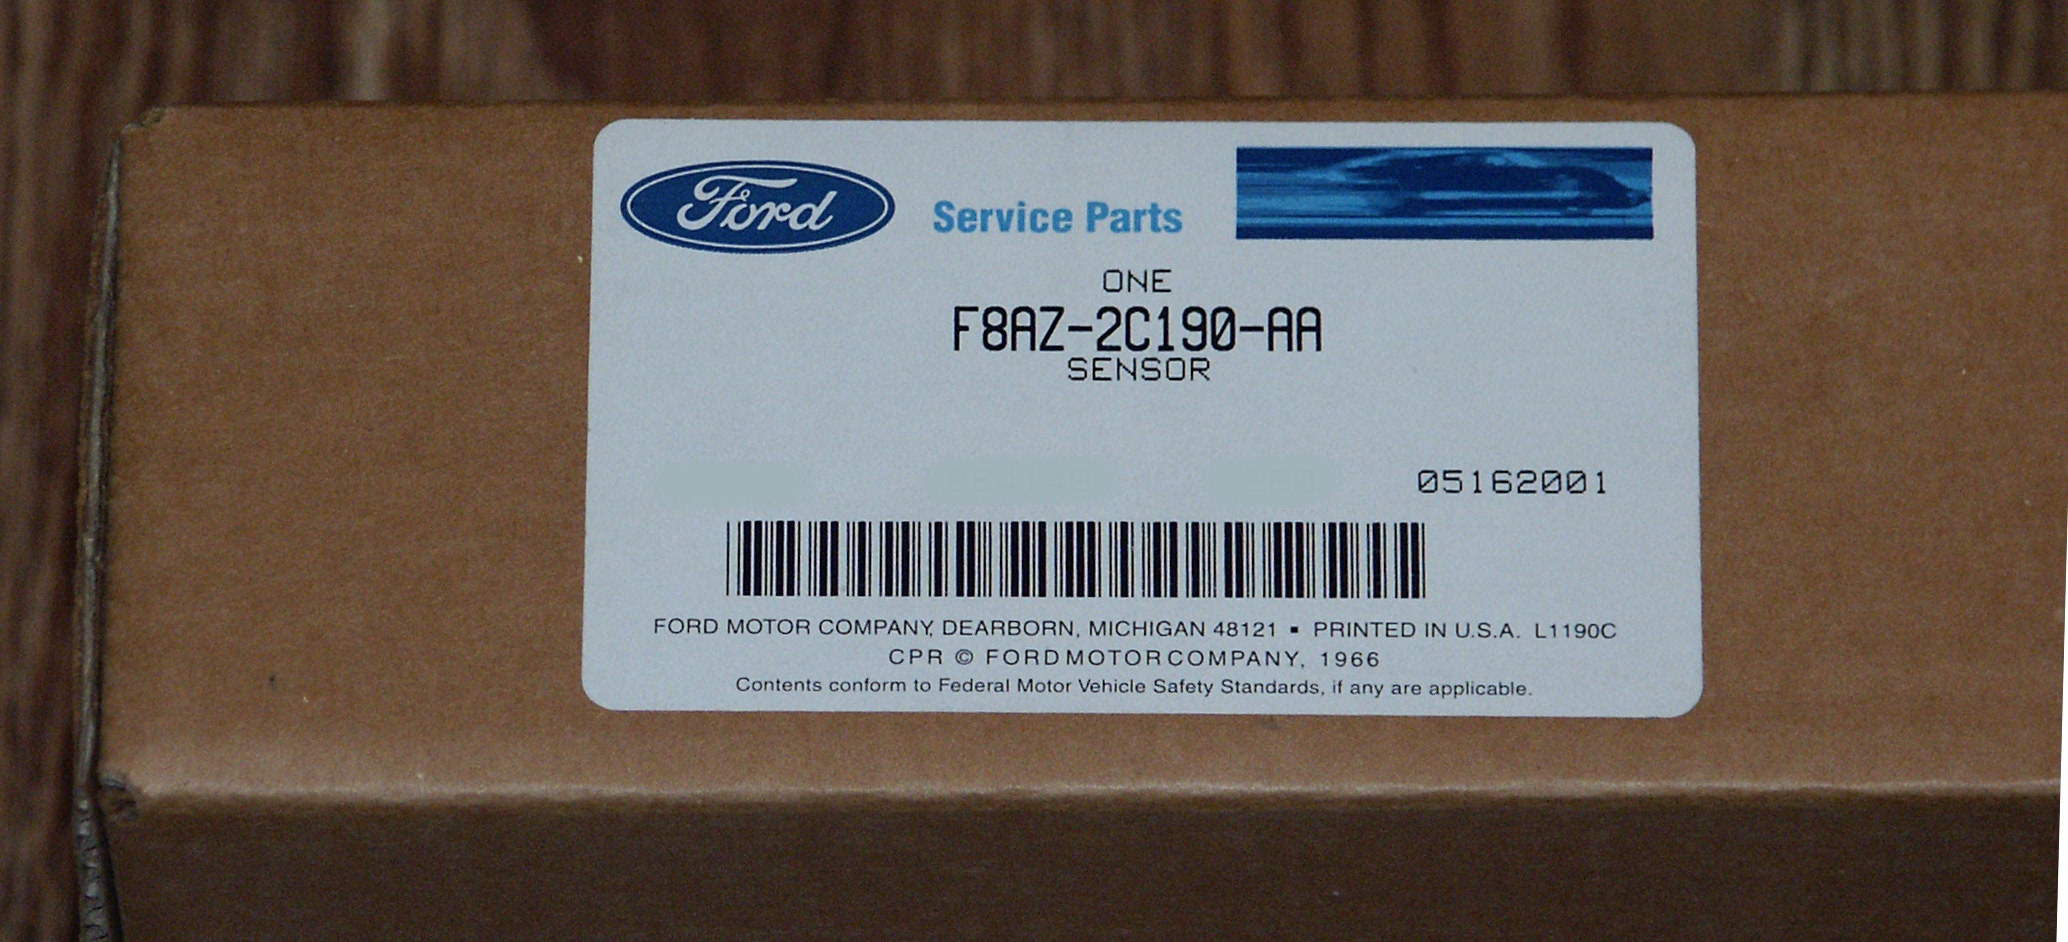 Ford Service Parts
ONE
F8AZ-2C190-AA
SENSOR
05162001
FORD MOTOR COMPANY, DEARBORN, MICHIGAN 48121 ▪ PRINTED IN U.S.A. L1190C
CPR © FORD MOTOR COMPANY, 1966
Contents conform to Federal Motor Vehicle Safety Standards, if any are applicable.